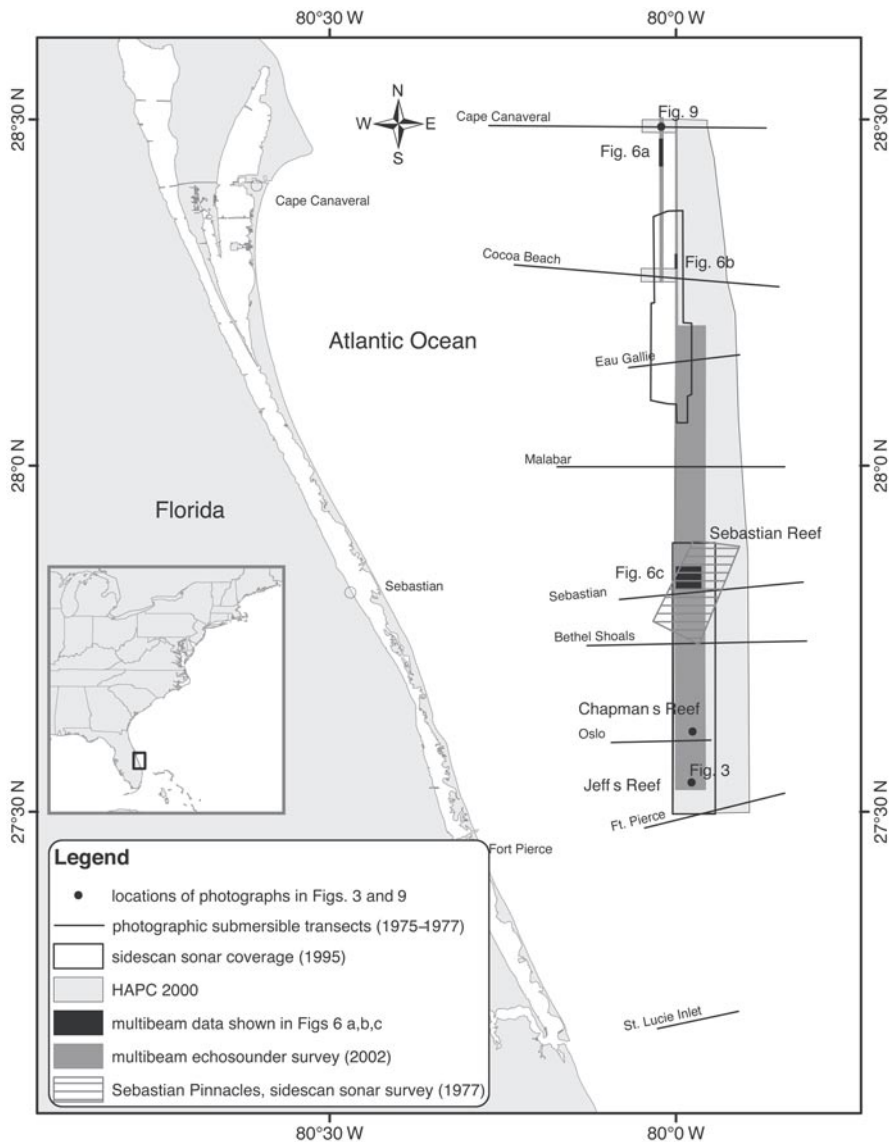 80°30 W
80°0 W
N
W
E
S
28°30 N
28°30 N
Cape Canaveral
Fig. 9
Fig. 6a
Cape Canaveral
Cocoa Beach
Fig. 6b
Atlantic Ocean
Eau Gallie
28°0 N
28°0 N
Malabar
Florida
Sebastian Reef
Fig. 6c
Sebastian
Sebastian
Bethel Shoals
Chapman s Reef
Oslo
Fig. 3
Jeff s Reef
27°30 N
27°30 N
Ft. Pierce
Fort Pierce
Legend
locations of photographs in Figs. 3 and 9
photographic submersible transects (1975–1977)
sidescan sonar coverage (1995)
HAPC 2000
multibeam data shown in Figs 6 a,b,c
multibeam echosounder survey (2002)
Sebastian Pinnacles, sidescan sonar survey (1977)
St. Lucie Inlet
80°30 W
80°0 W